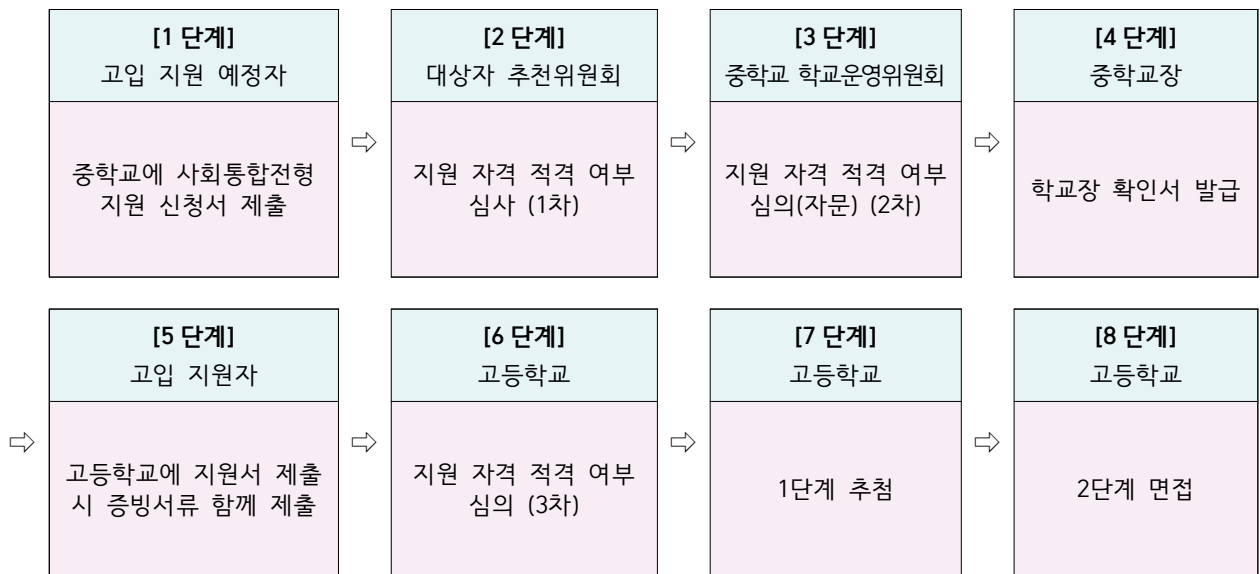 [1 단계]
고입 지원 예정자
중학교에 사회통합전형
지원 신청서 제출
⇨
[2 단계]
대상자 추천위원회
지원 자격 적격 여부
심사 (1차)
⇨
[3 단계]
중학교 학교운영위원회
지원 자격 적격 여부
심의(자문) (2차)
⇨
[4 단계]
중학교장
학교장 확인서 발급
⇨
[5 단계]
고입 지원자
고등학교에 지원서 제출
시 증빙서류 함께 제출
⇨
[6 단계]
고등학교
지원 자격 적격 여부
심의 (3차)
⇨
[7 단계]
고등학교
1단계 추첨
⇨
[8 단계]
고등학교
2단계 면접